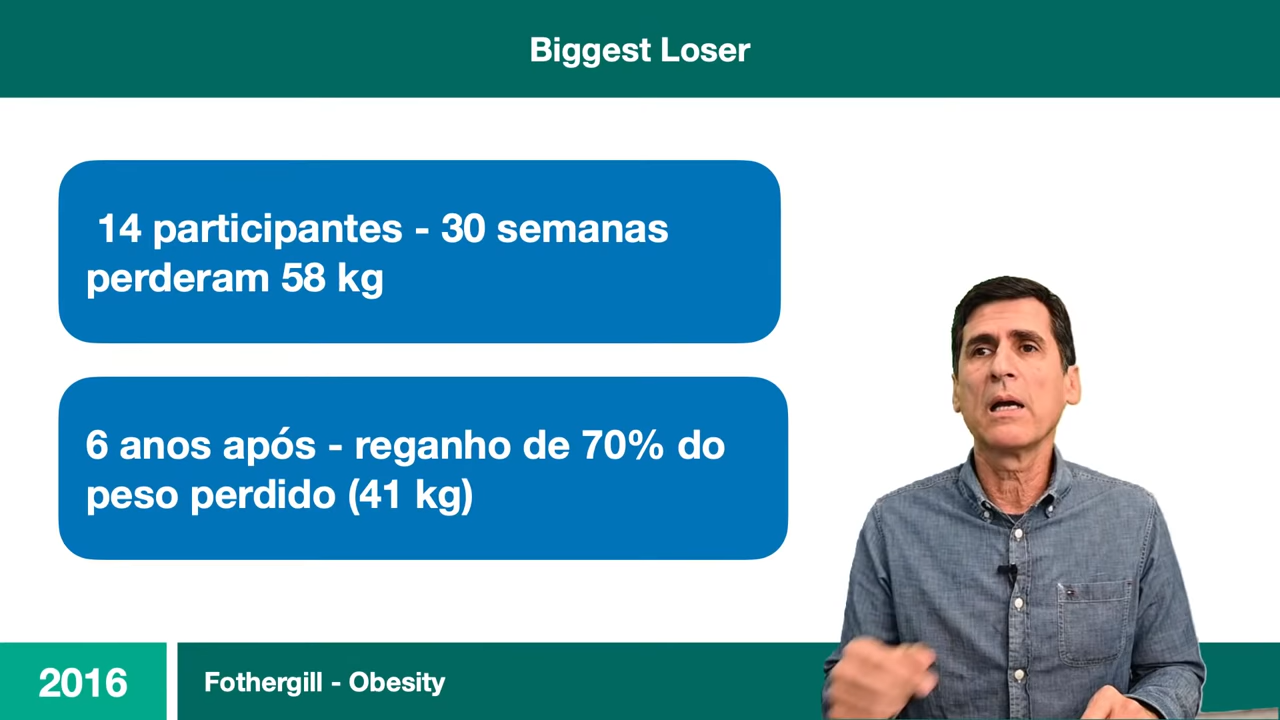 Biggest Loser
14 participantes - 30 semanas
perderam 58 kg
6 anos após - reganho de 70% do
peso perdido (41 kg)
2016
Fothergill - Obesity